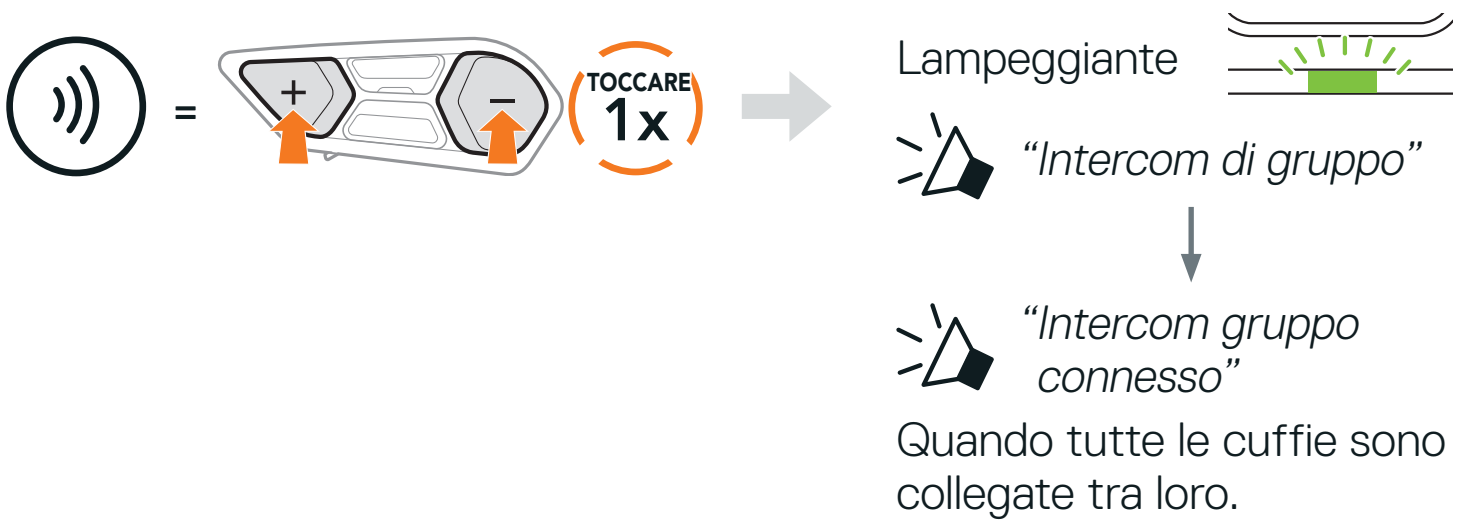 =
+
−
TOCCARE
1x
Lampeggiante
“Intercom di gruppo”
“Intercom gruppo
connesso”
Quando tutte le cuffie sono
collegate tra loro.